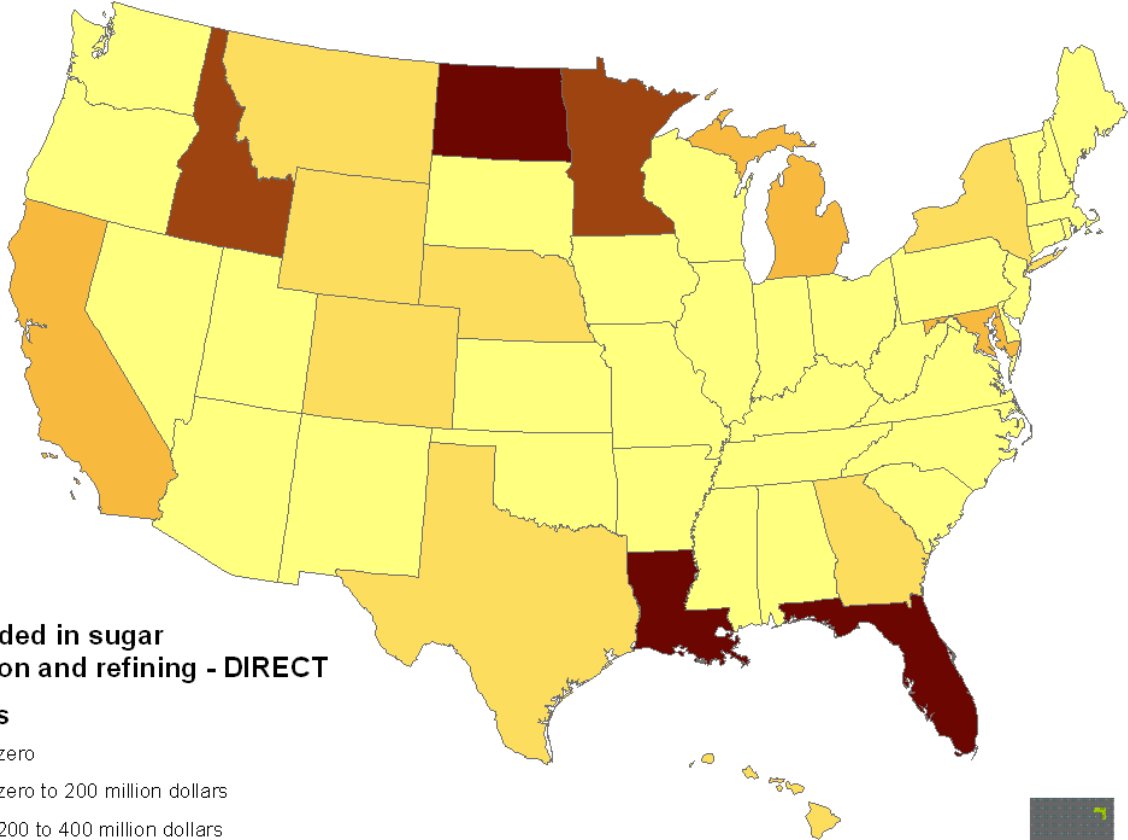 ded in sugar
on and refining - DIRECT
s
zero
zero to 200 million dollars
200 to 400 million dollars